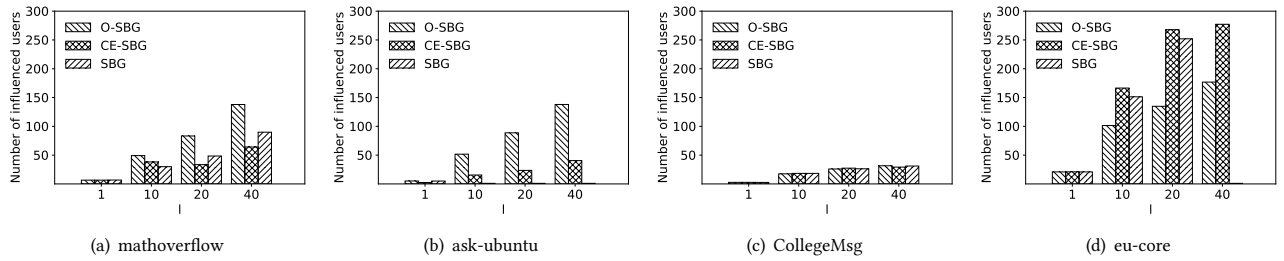 Number of influenced users
300
250
200
150
100
50
O-SBG
CE-SBG
SBG
1 10 20 40
l
(a) mathoverflow
Number of influenced users
300
250
200
150
100
50
O-SBG
CE-SBG
SBG
1 10 20 40
l
(b) ask-ubuntu
Number of influenced users
300
250
200
150
100
50
O-SBG
CE-SBG
SBG
1 10 20 40
l
(c) CollegeMsg
Number of influenced users
300
250
200
150
100
50
O-SBG
CE-SBG
SBG
1 10 20 40
l
(d) eu-core